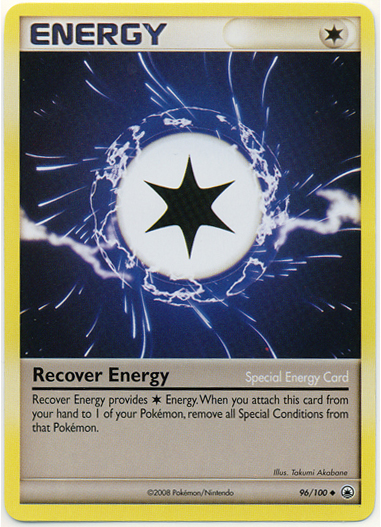 ENERGY
Recover Energy
Special Energy Card
Recover Energy provides Energy. When you attach this card from
your hand to 1 of your Pokémon, remove all Special Conditions from
that Pokémon.
Illus. Takumi Akabane
©2008 Pokémon/Nintendo
96/100